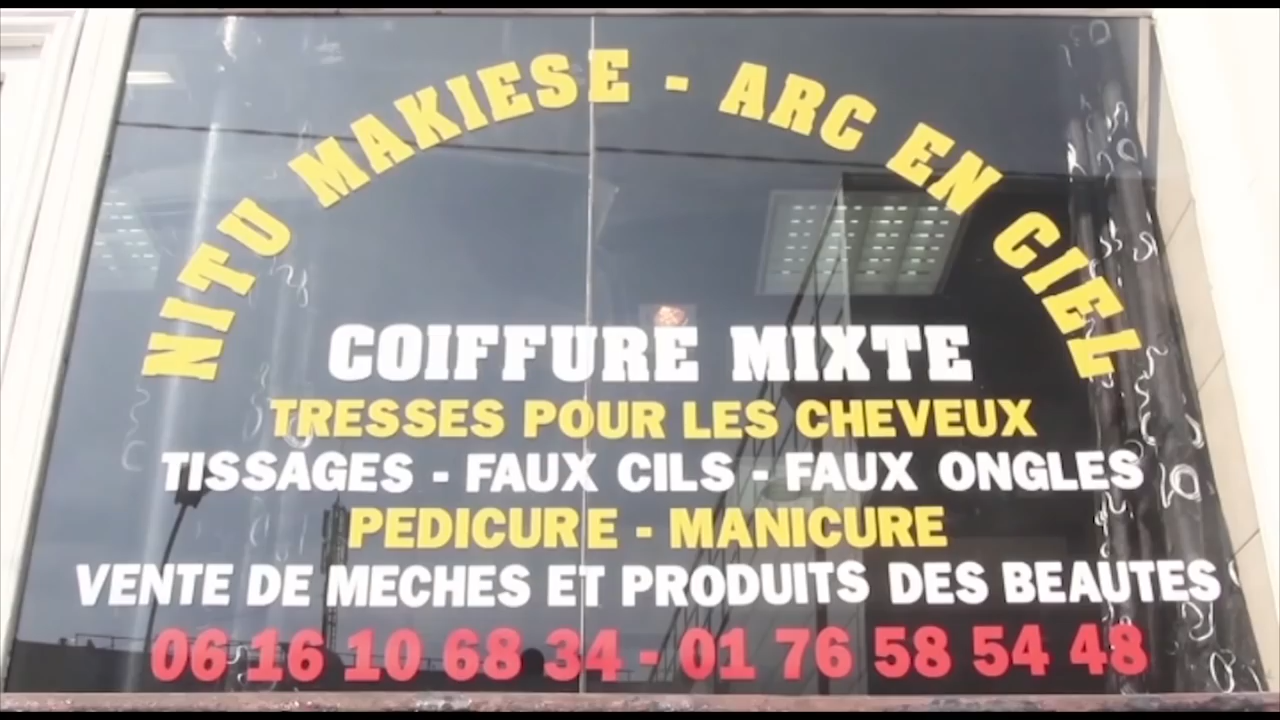 NITU MAKIESE - ARC EN CIEL
COIFFURE MIXTE
TRESSES POUR LES CHEVEUX
TISSAGES - FAUX CILS - FAUX ONGLES
PEDICURE - MANICURE
VENTE DE MECHES ET PRODUITS DES BEAUTES
06 16 10 68 34 - 01 76 58 54 48